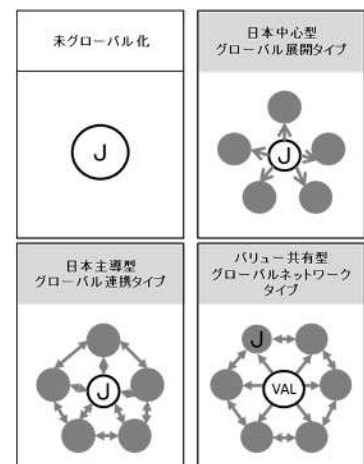 未グローバル化
J
日本中心型
グローバル展開タイプ
J
日本主導型
グローバル連携タイプ
J
バリュー共有型
グローバルネットワーク
タイプ
J
VAL